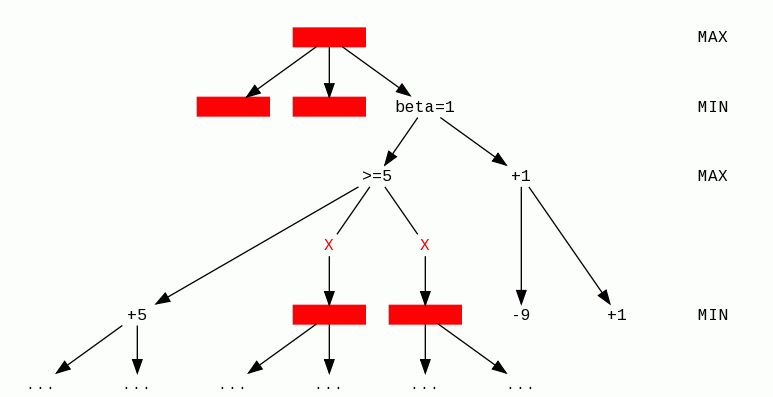 MAX
beta=1 MIN
>=5 +1 MAX
X X
+5 -9 +1 MIN
... ... ... ... ... ...